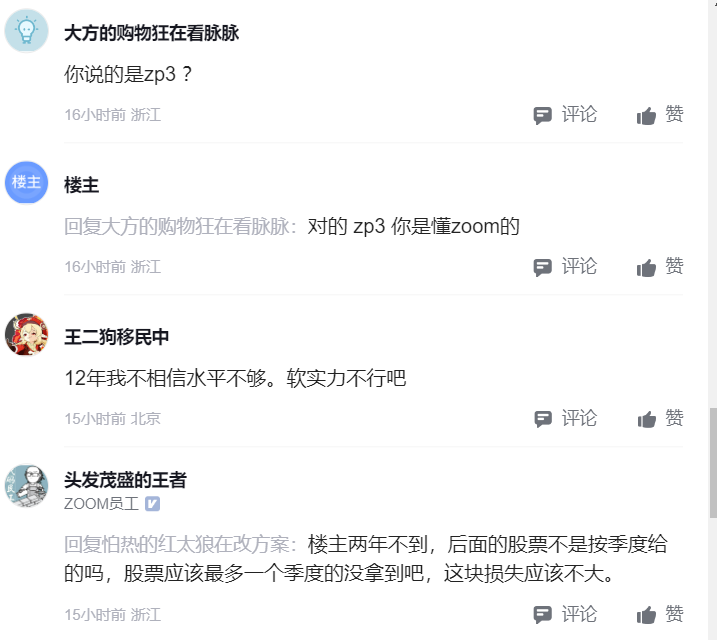 大方的购物狂在看脉脉
你说的是zp3？
16小时前 浙江
评论 赞
楼主
楼主
回复大方的购物狂在看脉脉：对的 zp3 你是懂zoom的
16小时前 浙江
评论 赞
王二狗移民中
12年我不相信水平不够。软实力不行吧
15小时前 北京
评论 赞
头发茂盛的王者
ZOOM员工
回复怕热的红太狼在改方案：楼主两年不到，后面的股票不是按季度给
的吗，股票应该最多一个季度的没拿到吧，这块损失应该不大。
15小时前 浙江
评论 赞